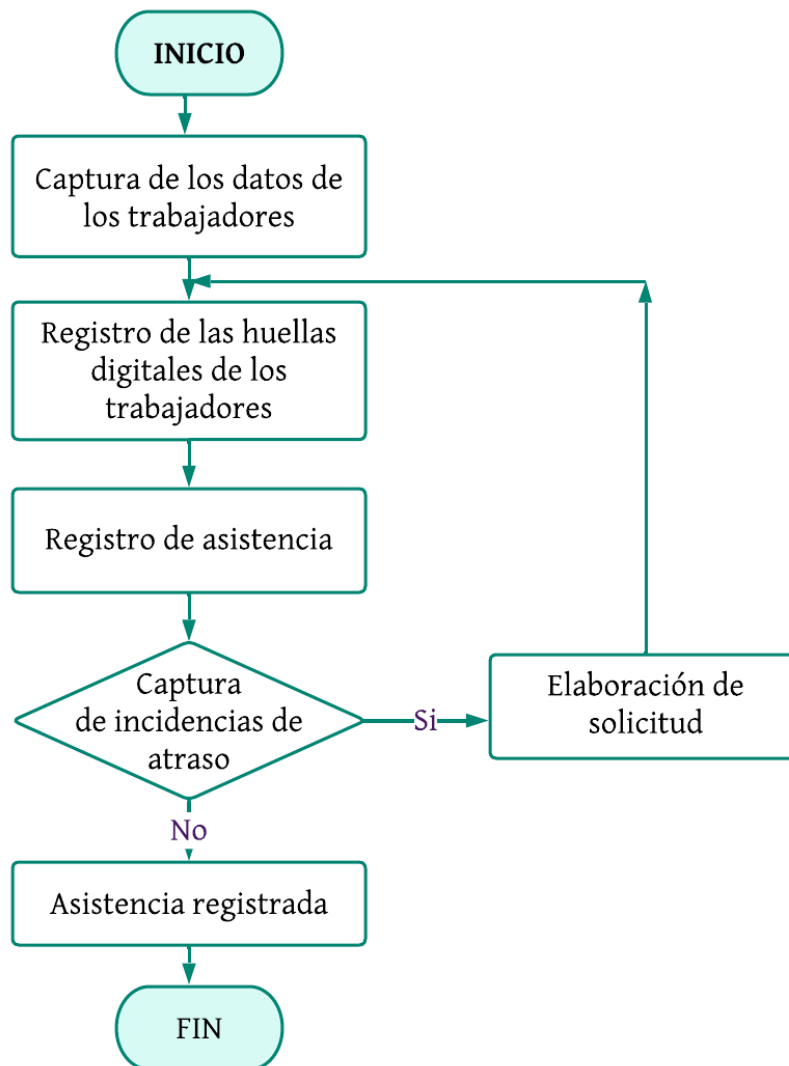 INICIO
Captura de los datos de
los trabajadores
Registro de las huellas
digitales de los
trabajadores
Registro de asistencia
Captura
de incidencias de
atraso
Si
Elaboración de
solicitud
No
Asistencia registrada
FIN